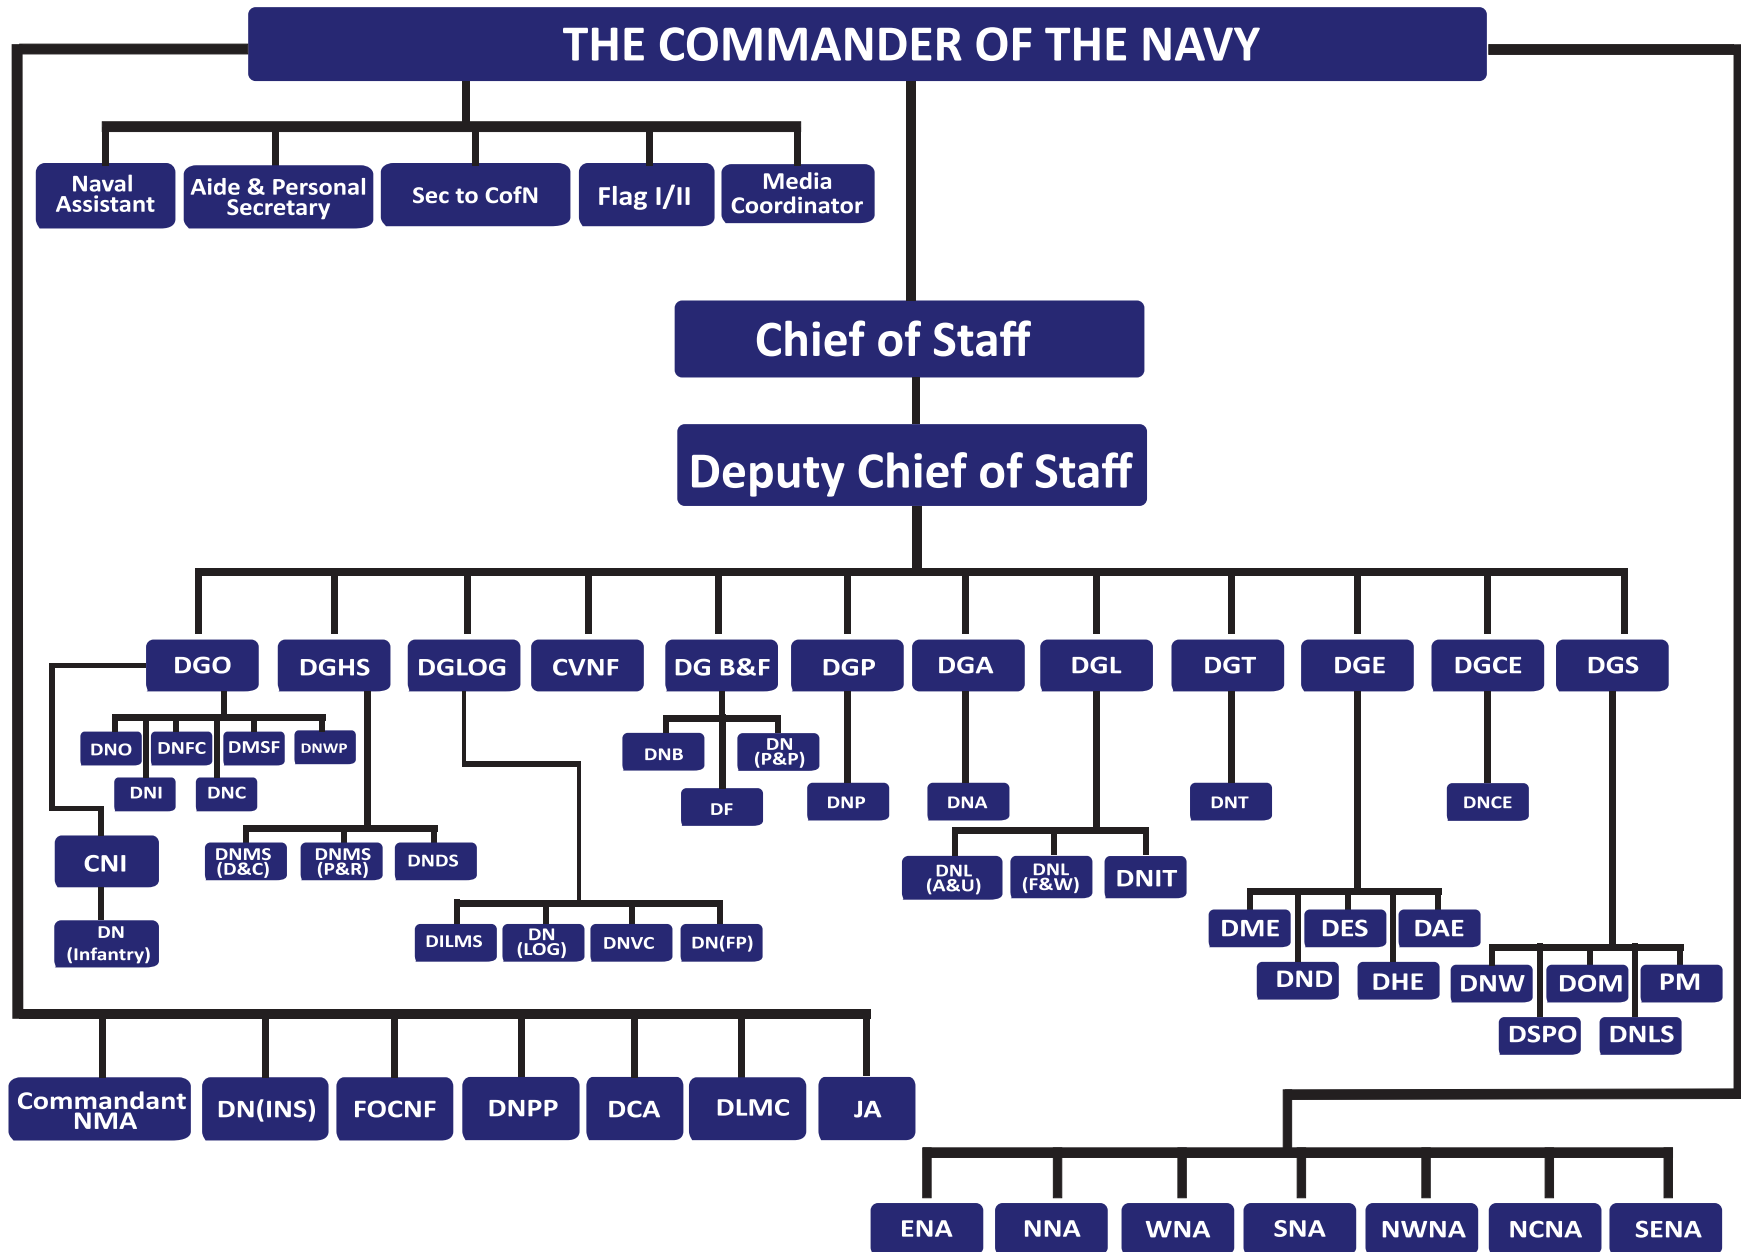 THE COMMANDER OF THE NAVY
Naval
Assistant
Aide & Personal
Secretary
Sec to CofN
Flag I/II
Media
Coordinator
Chief of Staff
Deputy Chief of Staff
DGO
DGHS
DGLOG
CVNF
DG B&F
DGP
DGA
DGL
DGT
DGE
DGCE
DGS
DNO
DNFC
DMSF
DNWP
DNI
DNC
DNB
DN
(P&P)
DF
DNP
DNA
DNT
DNCE
CNI
DN
(Infantry)
DNMS
(D&C)
DNMS
(P&R)
DNDS
DNL
(A&U)
DNL
(F&W)
DNIT
DILMS
DN
(LOG)
DNVC
DN(FP)
DME
DES
DAE
DND
DHE
DNW
DOM
PM
DSPO
DNLS
Commandant
NMA
DN(INS)
FOCNF
DNPP
DCA
DLMC
JA
ENA
NNA
WNA
SNA
NWNA
NCNA
SENA